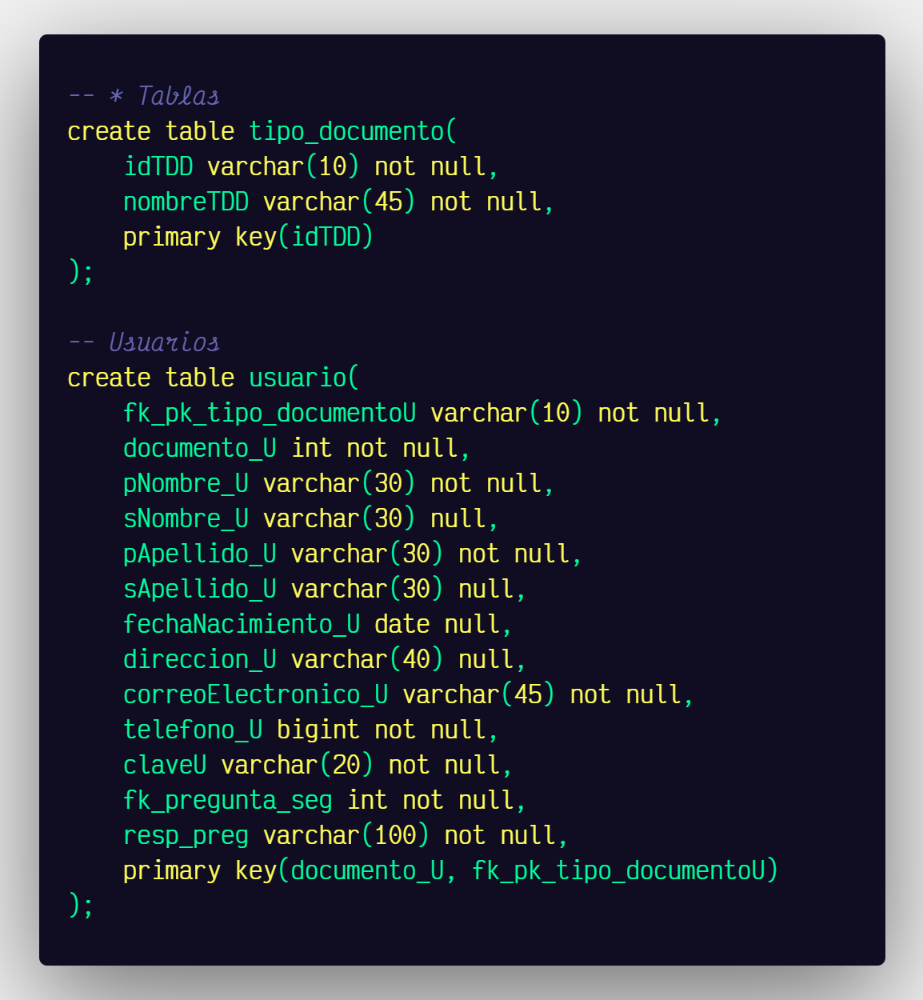 -- * Tablas
create table tipo_documento(
    idTDD varchar(10) not null,
    nombreTDD varchar(45) not null,
    primary key(idTDD)
);

-- Usuarios
create table usuario(
    fk_pk_tipo_documentoU varchar(10) not null,
    documento_U int not null,
    pNombre_U varchar(30) not null,
    sNombre_U varchar(30) null,
    pApellido_U varchar(30) not null,
    sApellido_U varchar(30) null,
    fechaNacimiento_U date null,
    direccion_U varchar(40) null,
    correoElectronico_U varchar(45) not null,
    telefono_U bigint not null,
    claveU varchar(20) not null,
    fk_pregunta_seg int not null,
    resp_preg varchar(100) not null,
    primary key(documento_U, fk_pk_tipo_documentoU)
);